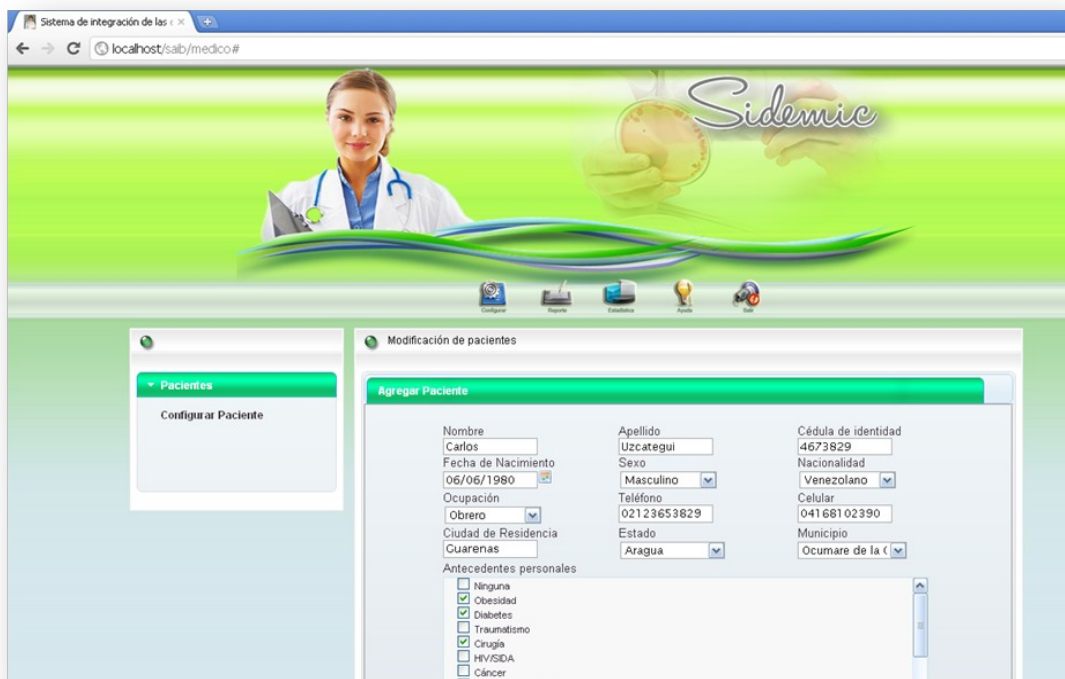 Sistema de integración de las e
localhost/saib/medico#
Sidemic
Configurar Reporte Estadística Ayuda Salir
Modificación de pacientes
Pacientes
Agregar Paciente
Configurar Paciente
Nombre Apellido Cédula de identidad
Carlos Uzcategui 4673829
Fecha de Nacimiento Sexo Nacionalidad
06/06/1980 Masculino Venezolano
Ocupación Teléfono Celular
Obrero 02123653829 04168102390
Ciudad de Residencia Estado Municipio
Guarenas Aragua Ocumare de la C
Antecedentes personales
Ninguna
Obesidad
Diabetes
Traumatismo
Cirugía
HIV/SIDA
Cáncer